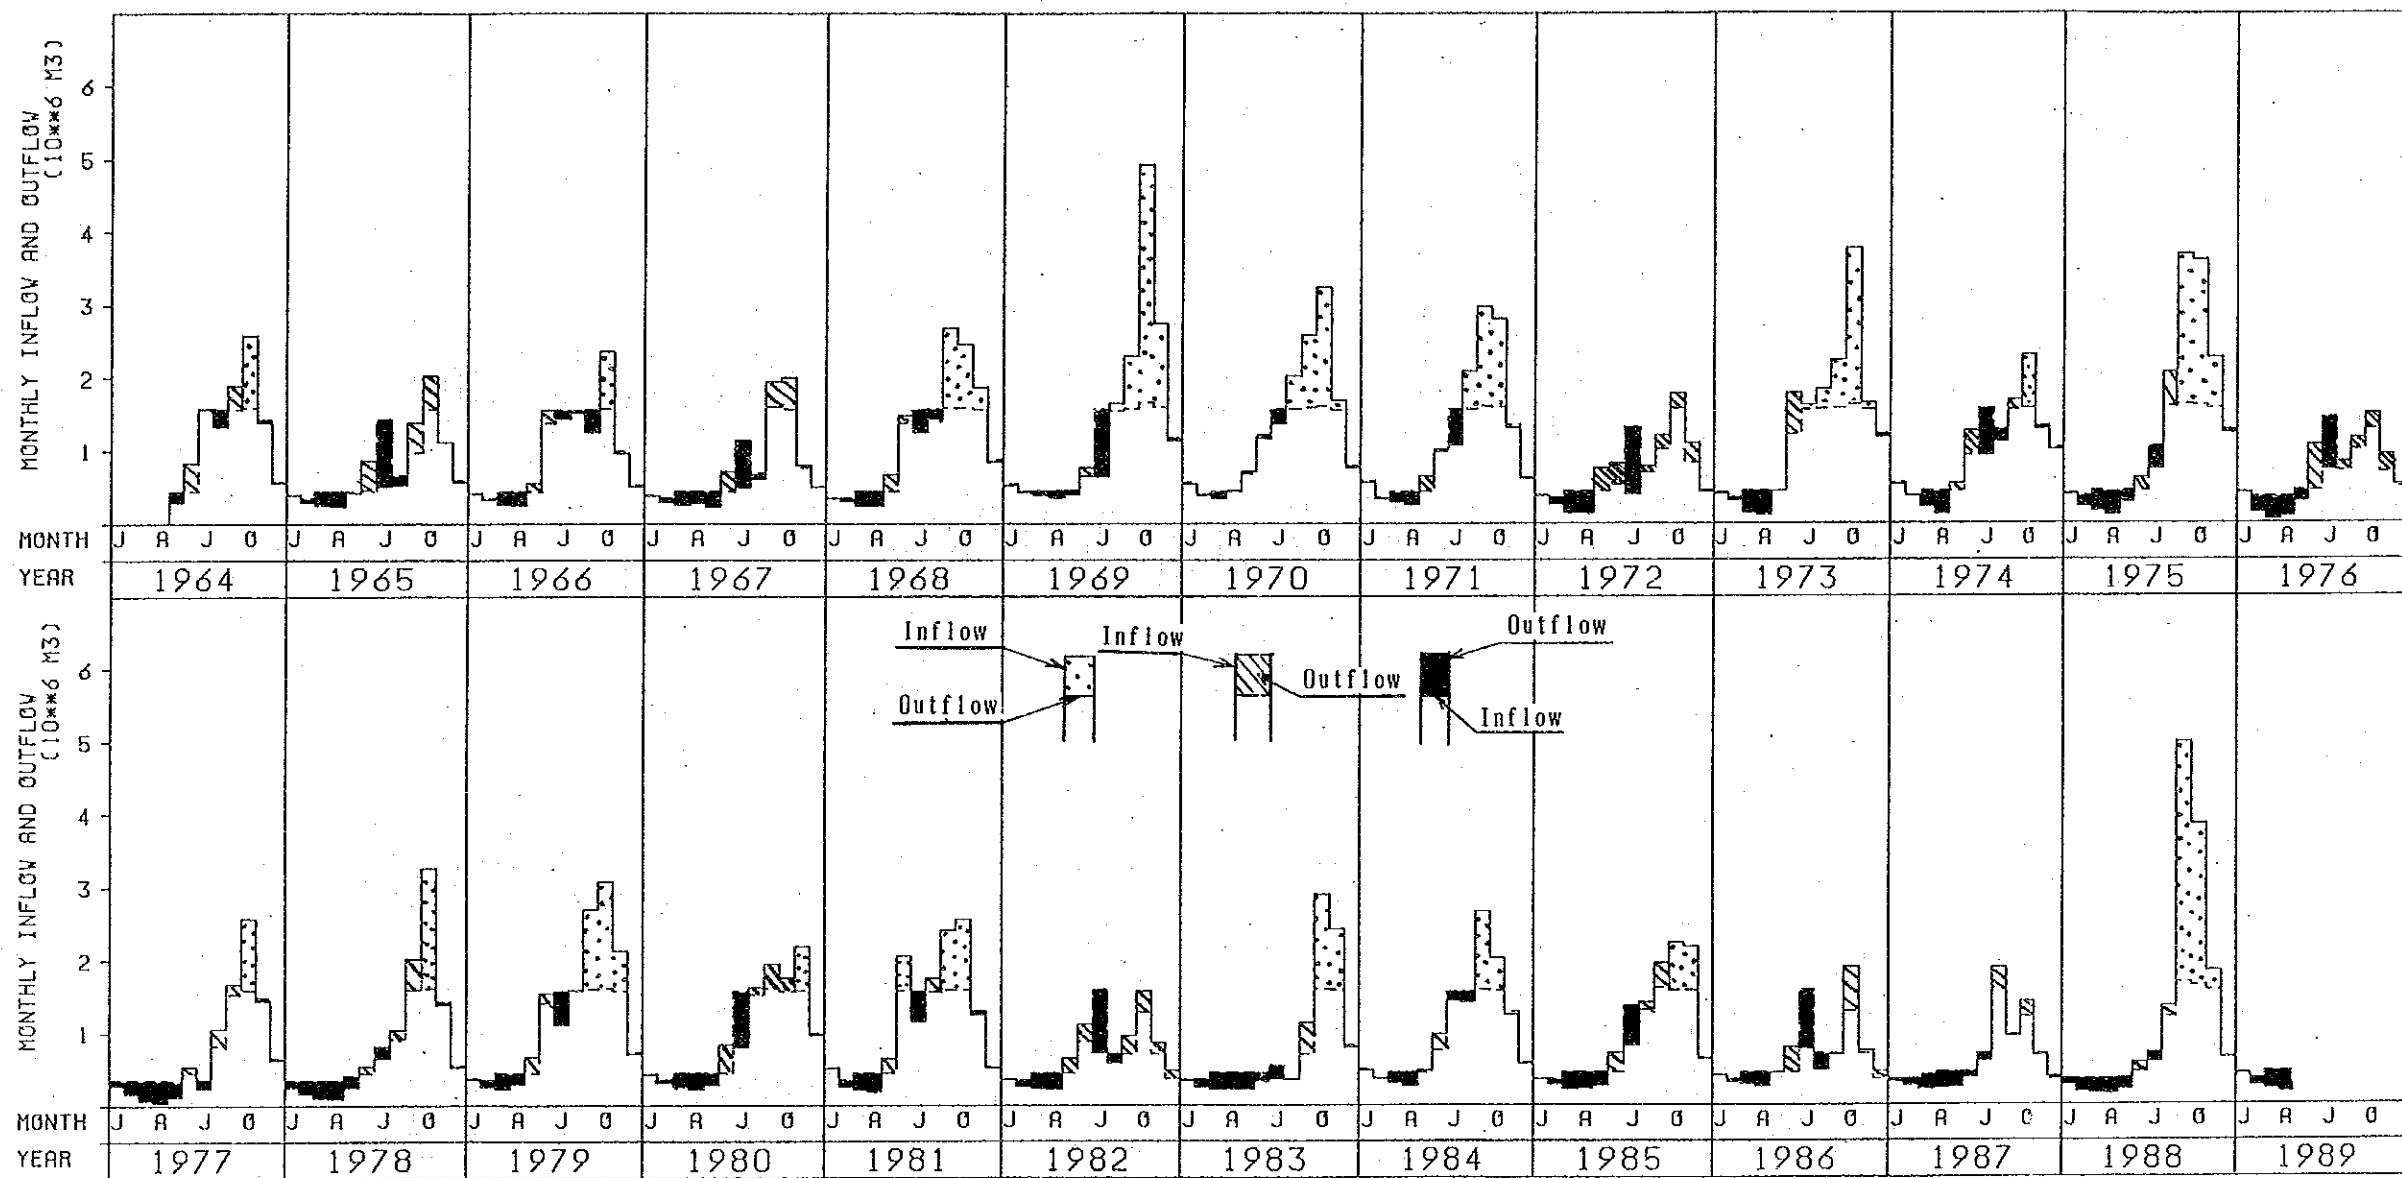 MONTHLY INFLOW AND OUTFLOW
(10**6 M3)
6
5
4
3
2
1
MONTH J A J O J A J O J A J O J A J O J A J O J A J O J A J O J A J O J A J O J A J O J A J O J A J O J A J O
YEAR 1964 1965 1966 1967 1968 1969 1970 1971 1972 1973 1974 1975 1976
MONTHLY INFLOW AND OUTFLOW
(10**6 M3)
6
5
4
3
2
1
Inflow
Outflow
Inflow
Outflow
Outflow
Inflow
MONTH J A J O J A J O J A J O J A J O J A J O J A J O J A J O J A J O J A J O J A J O J A J O J A J O J A J O
YEAR 1977 1978 1979 1980 1981 1982 1983 1984 1985 1986 1987 1988 1989